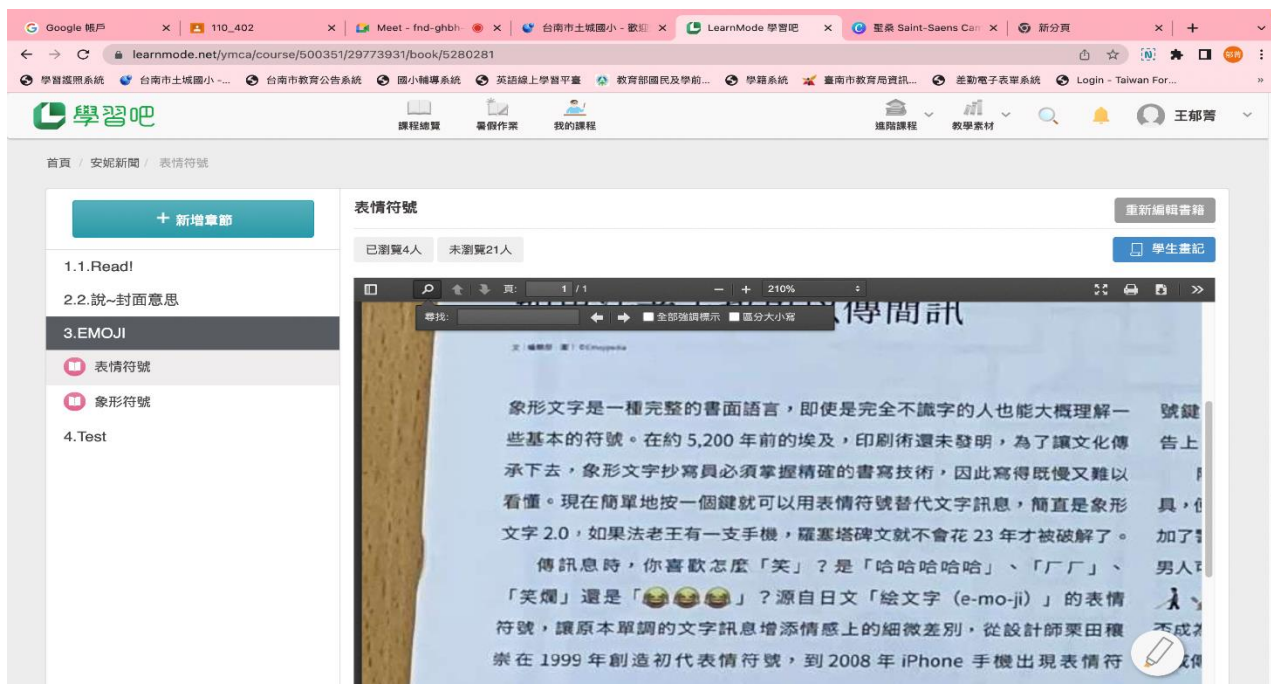 Google 帳戶
110_402
Meet - fnd-ghbh-
台南市土城國小 - 歡迎
LearnMode 學習吧
聖桑 Saint-Saens Can
新分頁
learnmode.net/ymca/course/500351/29773931/book/5280281
學習護照系統
台南市土城國小 -...
台南市教育公告系統
國小輔導系統
英語線上學習平臺
教育部國民及學前...
學籍系統
臺南市教育局資訊...
差勤電子表單系統
Login - Taiwan For...
學習吧
課程總覽
暑假作業
我的課程
進階課程
教學素材
王郁菁
首頁 / 安妮新聞 / 表情符號
+ 新增章節
1.1.Read!
2.2.說~封面意思
3.EMOJI
表情符號
象形符號
4.Test
表情符號
重新編輯書籍
已瀏覽4人 未瀏覽21人
學生畫記
頁: 1 / 1
210%
尋找:
全部強調標示
區分大小寫
傳簡訊
象形文字是一種完整的書面語言，即使是完全不識字的人也能大概理解一
些基本的符號。在約 5,200 年前的埃及，印刷術還未發明，為了讓文化傳
承下去，象形文字抄寫員必須掌握精確的書寫技術，因此寫得既慢又難以
看懂。現在簡單地按一個鍵就可以用表情符號替代文字訊息，簡直是象形
文字 2.0，如果法老王有一支手機，羅塞塔碑文就不會花 23 年才被破解了。
傳訊息時，你喜歡怎麼「笑」？是「哈哈哈哈哈」、「ㄏㄏ」、
「笑爛」還是「😂😂😂」？源自日文「絵文字（e-mo-ji）」的表情
符號，讓原本單調的文字訊息增添情感上的細微差別，從設計師栗田穰
崇在 1999 年創造初代表情符號，到 2008 年 iPhone 手機出現表情符
號鍵
告上
具，
加了
男人